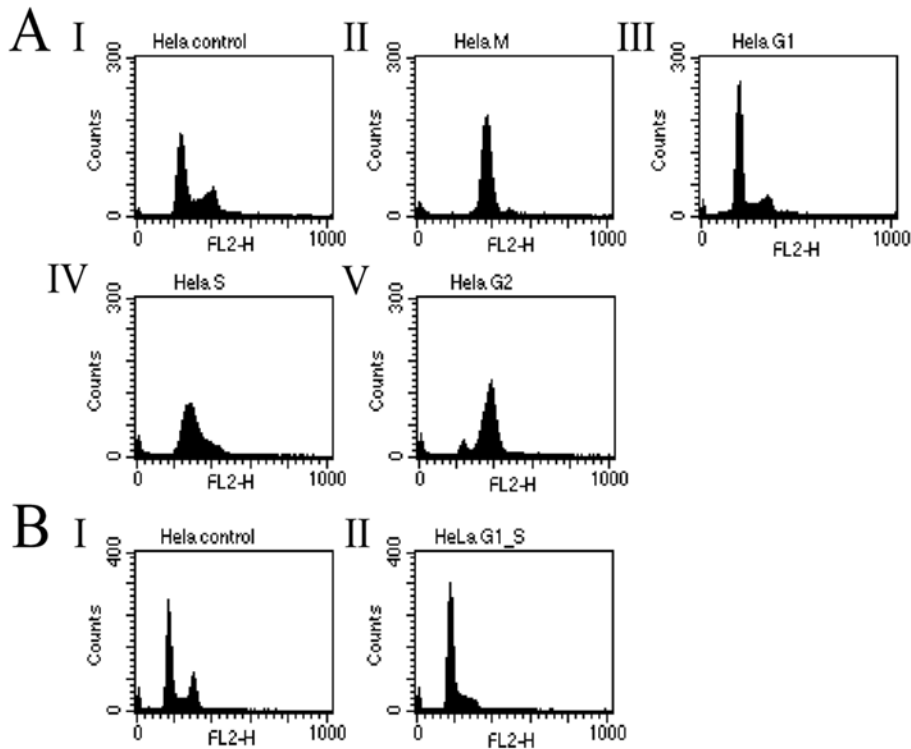 A
I
Hela control
300
Counts
0
0
1000
FL2-H
II
Hela M
300
Counts
0
0
1000
FL2-H
III
Hela G1
300
Counts
0
0
1000
FL2-H
IV
Hela S
300
Counts
0
0
1000
FL2-H
V
Hela G2
300
Counts
0
0
1000
FL2-H
B
I
Hela control
400
Counts
0
0
1000
FL2-H
II
HeLa G1_S
400
Counts
0
0
1000
FL2-H